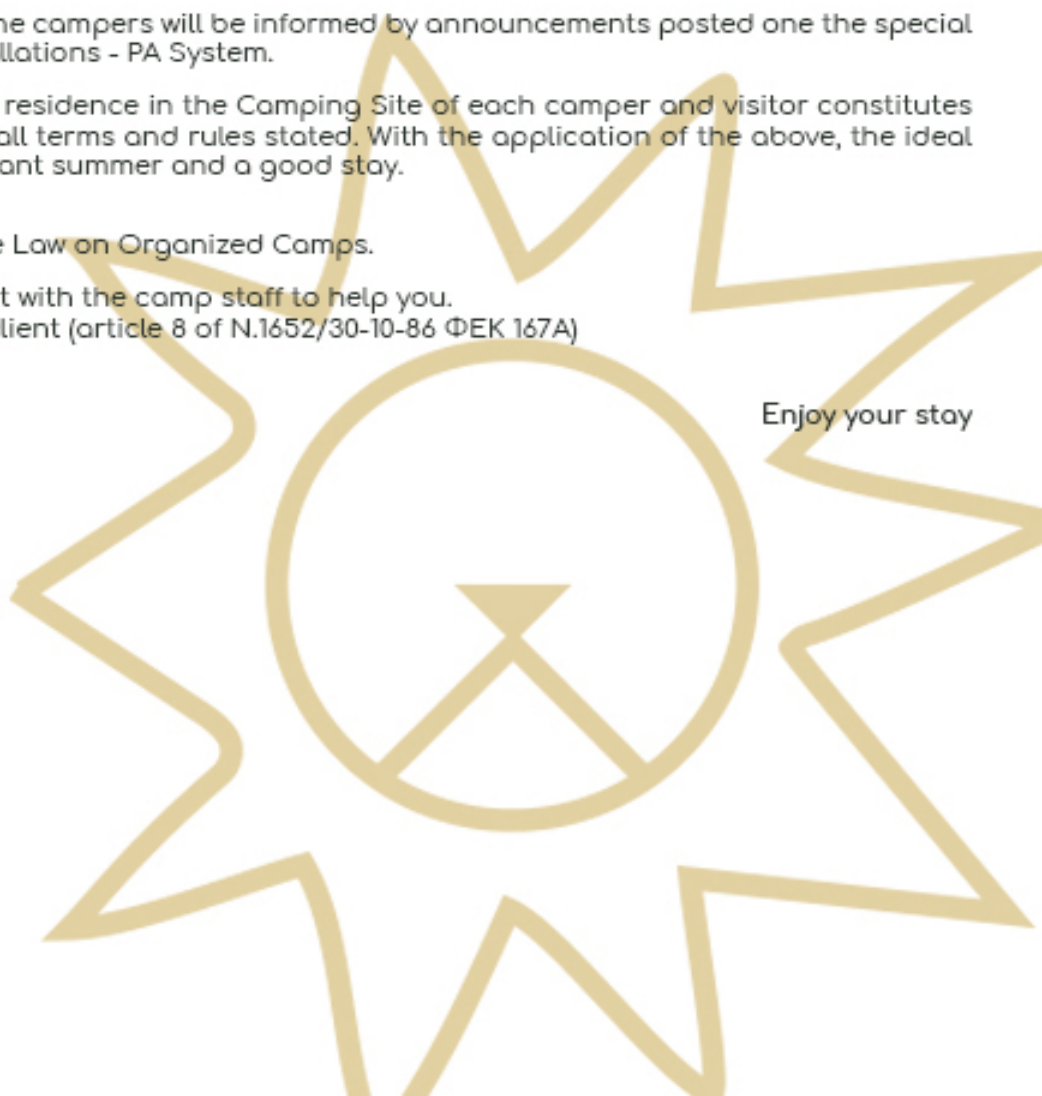 ne campers will be informed by announcements posted one the special
llations - PA System.
residence in the Camping Site of each camper and visitor constitutes
all terms and rules stated. With the application of the above, the ideal
ant summer and a good stay.
e Law on Organized Camps.
t with the camp staff to help you.
lient (article 8 of N.1652/30-10-86 ΦΕΚ 167Α)
Enjoy your stay